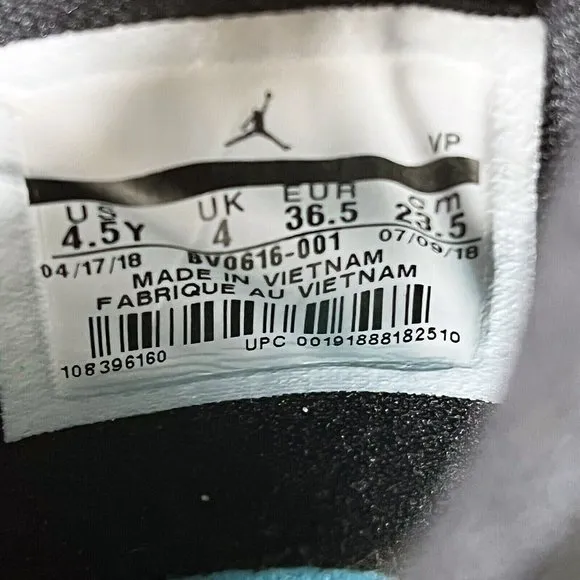 VP
US UK EUR cm
4.5Y 4 36.5 23.5
04/17/18 BV0616-001 07/09/18
MADE IN VIETNAM
FABRIQUE AU VIETNAM
108396160 UPC 00191888182510